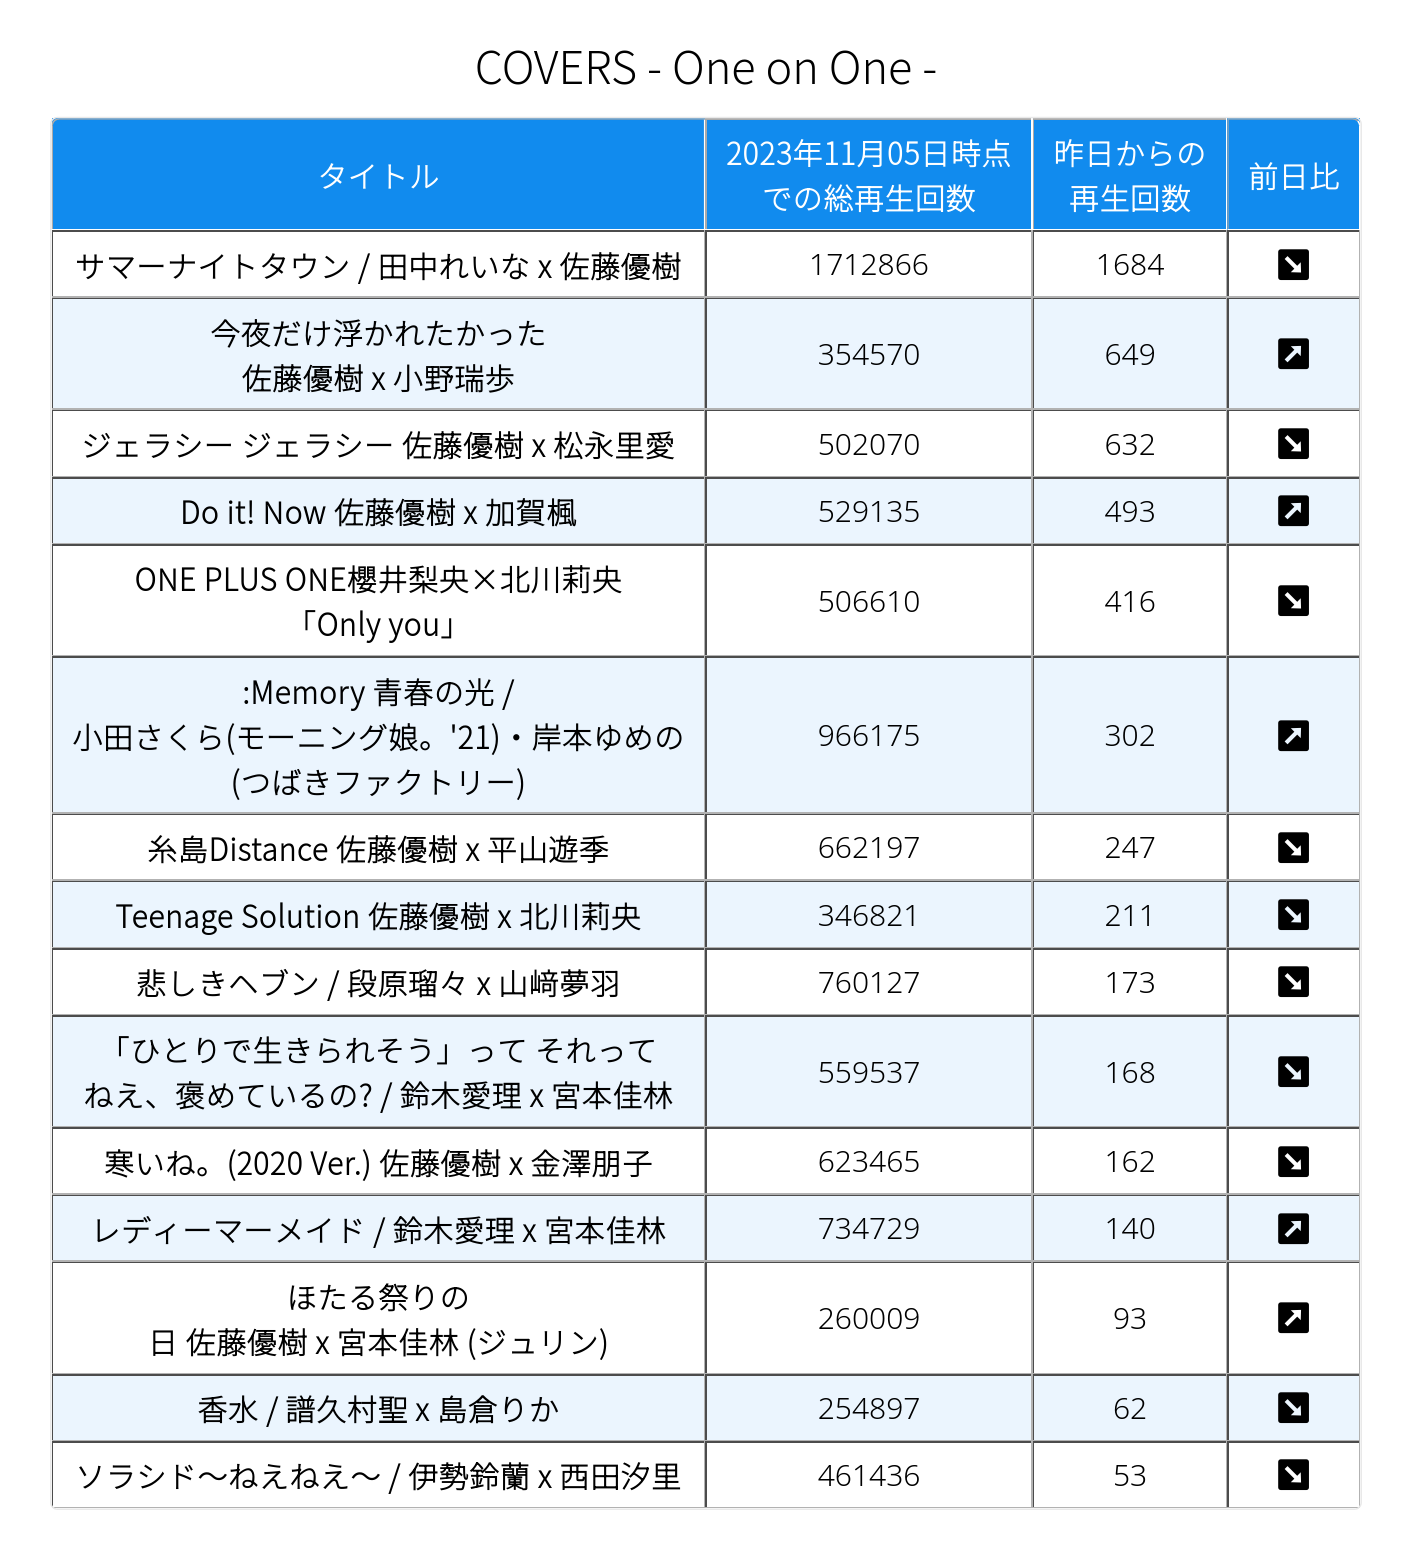 COVERS - One on One -
タイトル
2023年11月05日時点
での総再生回数
昨日からの
再生回数
前日比
サマーナイトタウン / 田中れいな x 佐藤優樹
1712866
1684
今夜だけ浮かれたかった
佐藤優樹 x 小野瑞歩
354570
649
ジェラシー ジェラシー 佐藤優樹 x 松永里愛
502070
632
Do it! Now 佐藤優樹 x 加賀楓
529135
493
ONE PLUS ONE櫻井梨央×北川莉央
「Only you」
506610
416
:Memory 青春の光 /
小田さくら(モーニング娘。'21)・岸本ゆめの
(つばきファクトリー)
966175
302
糸島Distance 佐藤優樹 x 平山遊季
662197
247
Teenage Solution 佐藤優樹 x 北川莉央
346821
211
悲しきヘブン / 段原瑠々 x 山﨑夢羽
760127
173
「ひとりで生きられそう」って それって
ねえ、褒めているの? / 鈴木愛理 x 宮本佳林
559537
168
寒いね。(2020 Ver.) 佐藤優樹 x 金澤朋子
623465
162
レディーマーメイド / 鈴木愛理 x 宮本佳林
734729
140
ほたる祭りの
日 佐藤優樹 x 宮本佳林 (ジュリン)
260009
93
香水 / 譜久村聖 x 島倉りか
254897
62
ソラシド〜ねえねえ〜 / 伊勢鈴蘭 x 西田汐里
461436
53